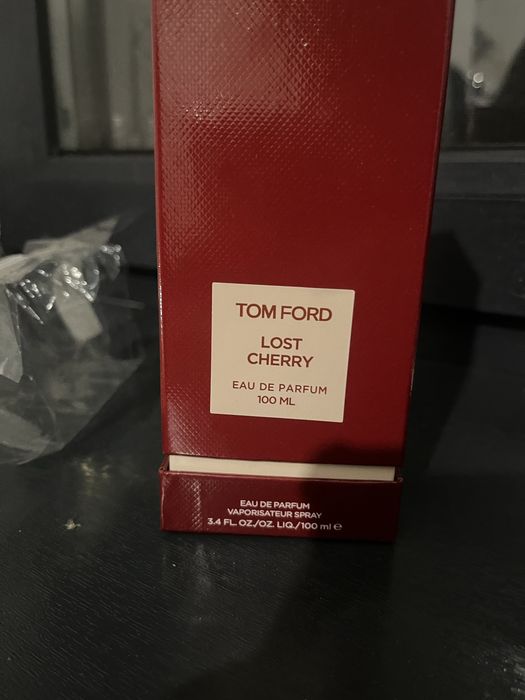 TOM FORD
LOST
CHERRY
EAU DE PARFUM
100 ML
EAU DE PARFUM
VAPORISATEUR SPRAY
3.4 FL. OZ./OZ. LIQ./100 ml ℮